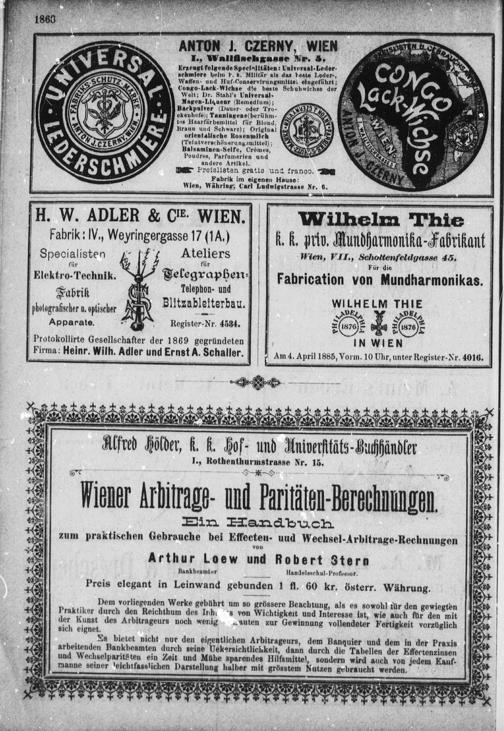 1860
UNIVERSAL-
LEDERSCHMIERE
FABRIKS SCHUTZ MARKE
ANTON J. CZERNY, WIEN
ANTON J. CZERNY, WIEN
I., Wallfischgasse Nr. 5,
Erzeugt folgende Specialitäten: Universal-Leder-
schmiere beim k. k. Militär als das beste Leder-,
Waffen- und Huf-Conservirungsmittel eingeführt;
Congo-Lack-Wichse die beste Schuhwichse der
Welt; Dr. Stahl's Universal-
Magen-Liqueur (Remedium);
Backpulver (Dauer- oder Tro-
ckenhefe); Tanningene (berühm-
tes Haarfärbemittel für Blond,
Braun und Schwarz); Original
orientalische Rosenmilch
(Teintverschönerungsmittel);
Balsaminen-Seife, Crêmes,
Poudres, Parfumerien und
andere Artikel.
Preislisten gratis und franco.
Fabrik im eigenen Hause:
Wien, Währing, Carl Ludwigstrasse Nr. 6.
CONGO
Lack-Wichse
J. CZERNY
H. W. ADLER & CIE. WIEN.
Fabrik: IV., Weyringergasse 17 (1A.)
Specialisten
für
Elektro-Technik.
Fabrik
photografischer u. optischer
Apparate.
Ateliers
für
Telegraphen-
Telephon- und
Blitzableiterbau.
Register-Nr. 4534.
Protokollirte Gesellschafter der 1869 gegründeten
Firma: Heinr. Wilh. Adler und Ernst A. Schaller.
Wilhelm Thie
k. k. priv. Mundharmonika-Fabrikant
Wien, VII., Schottenfeldgasse 45.
Für die
Fabrication von Mundharmonikas.
WILHELM THIE
PHILADELPHIA 1876
PHILADELPHIA 1876
IN WIEN
Am 4. April 1885, Vorm. 10 Uhr, unter Register-Nr. 4016.
Alfred Hölder, k. k. Hof- und Universitäts-Buchhändler
I., Rothenthurmstrasse Nr. 15.
Wiener Arbitrage- und Paritäten-Berechnungen.
Ein Handbuch
zum praktischen Gebrauche bei Effecten- und Wechsel-Arbitrage-Rechnungen
von
Arthur Loew und Robert Stern
Bankbeamter Handelsschul-Professor.
Preis elegant in Leinwand gebunden 1 fl. 60 kr. österr. Währung.
Dem vorliegenden Werke gebührt um so grössere Beachtung, als es sowohl für den gewiegten
Praktiker durch den Reichthum des von Wichtigkeit und Interesse ist, wie auch für den mit
der Kunst des Arbitrageurs noch wenig zur Gewinnung vollendeter Fertigkeit vorzüglich
sich eignet.
Es bietet nicht nur den eigentlichen Arbitrageurs, dem Banquier und dem in der Praxis
arbeitenden Bankbeamten durch seine Uebersichtlichkeit, dann durch die Tabellen der Effectenzinsen
und Wechselparitäten ein Zeit und Mühe sparendes Hilfsmittel, sondern wird auch von jedem Kauf-
manne seiner leichtfasslichen Darstellung halber mit grösstem Nutzen gebraucht werden.